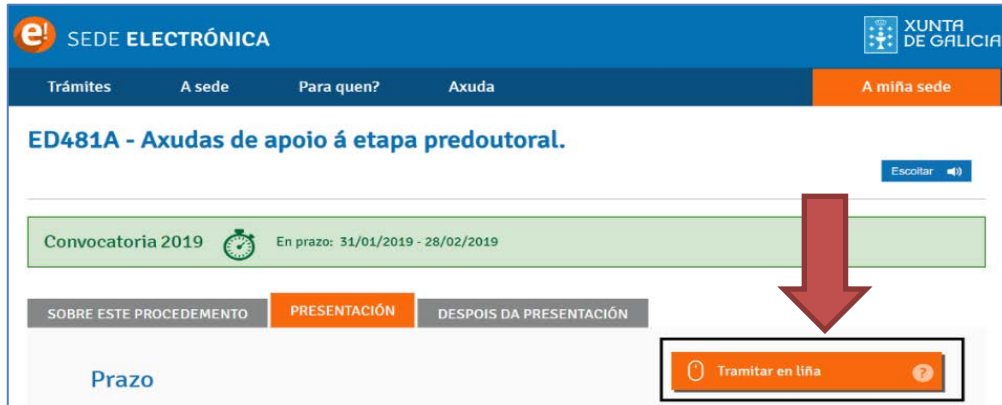 e! SEDE ELECTRÓNICA
XUNTA
DE GALICIA
Trámites A sede Para quen? Axuda A miña sede
ED481A - Axudas de apoio á etapa predoutoral.
Escoitar
Convocatoria 2019 En prazo: 31/01/2019 - 28/02/2019
SOBRE ESTE PROCEDEMENTO PRESENTACIÓN DESPOIS DA PRESENTACIÓN
Prazo
Tramitar en liña ?